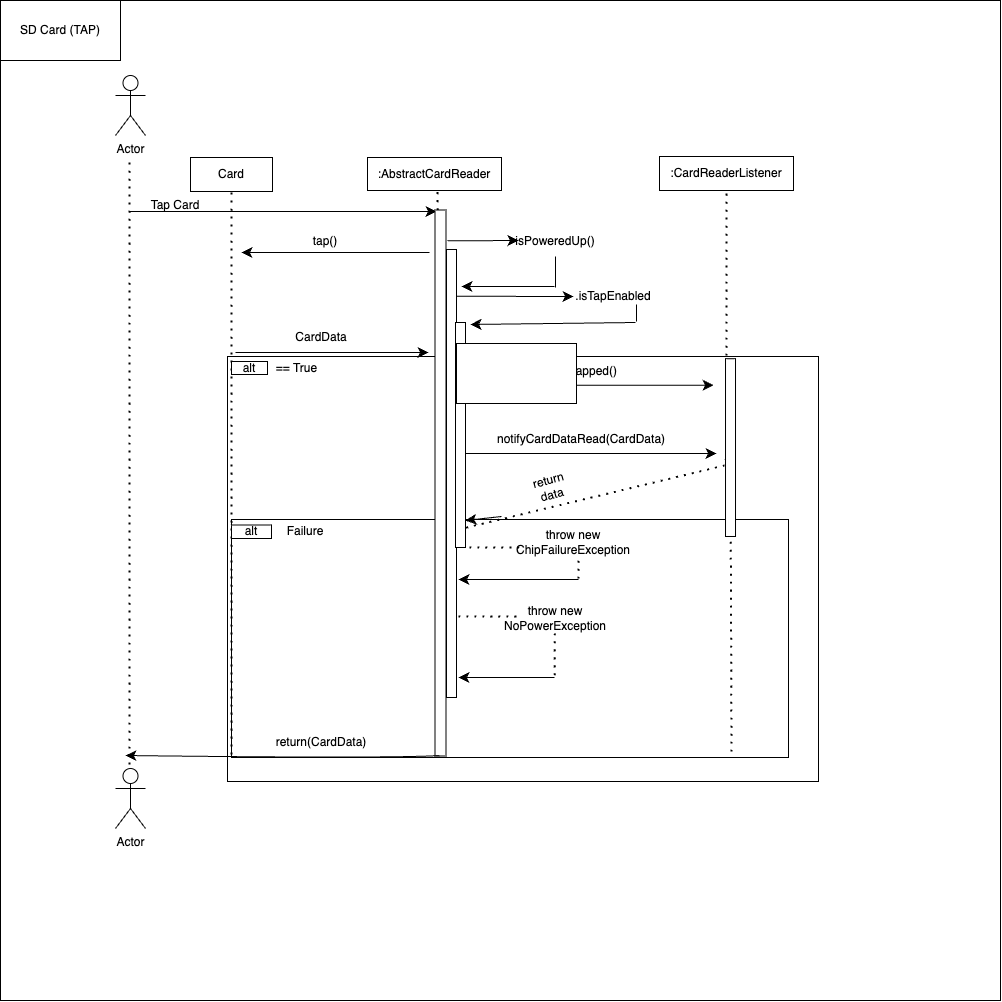 SD Card (TAP)
Actor
Card
:AbstractCardReader
:CardReaderListener
Tap Card
tap()
isPoweredUp()
.isTapEnabled
CardData
alt
== True
apped()
notifyCardDataRead(CardData)
return
data
alt
Failure
throw new
ChipFailureException
throw new
NoPowerException
return(CardData)
Actor